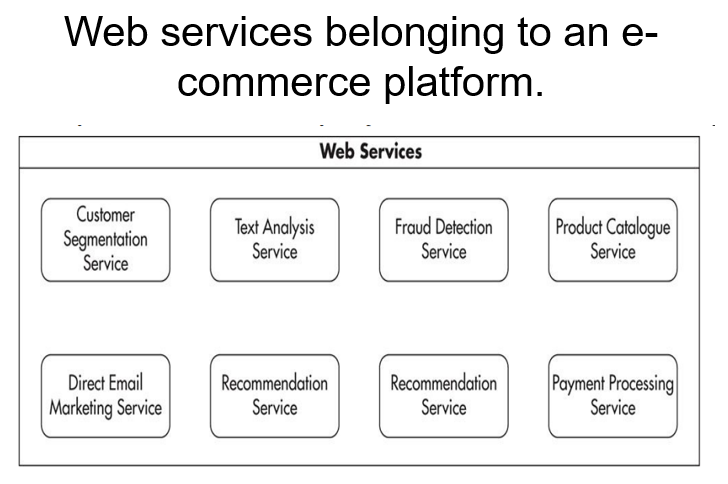 Web services belonging to an e-
commerce platform.
Web Services
Customer
Segmentation
Service
Text Analysis
Service
Fraud Detection
Service
Product Catalogue
Service
Direct Email
Marketing Service
Recommendation
Service
Recommendation
Service
Payment Processing
Service